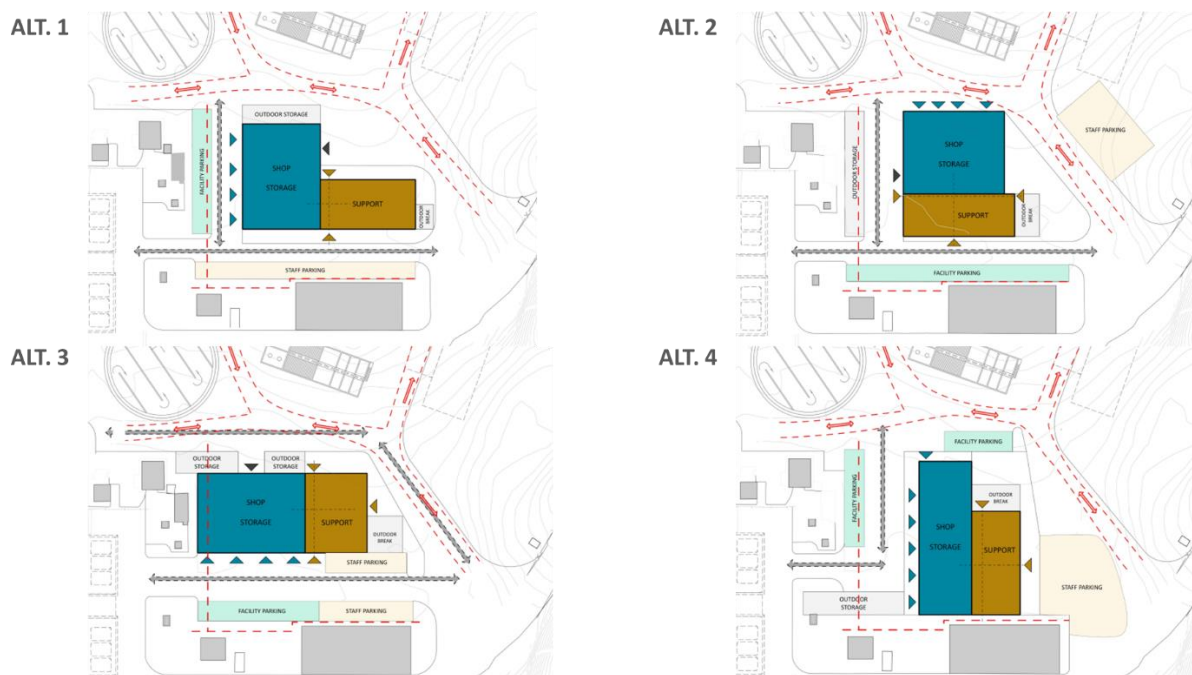 ALT. 1
OUTDOOR STORAGE
FACILITY PARKING
SHOP
STORAGE
SUPPORT
OUTDOOR
BREAK
STAFF PARKING
ALT. 2
STAFF PARKING
OUTDOOR STORAGE
SHOP
STORAGE
SUPPORT
OUTDOOR
BREAK
FACILITY PARKING
ALT. 3
OUTDOOR
STORAGE
OUTDOOR
STORAGE
SHOP
STORAGE
SUPPORT
OUTDOOR
BREAK
STAFF PARKING
FACILITY PARKING
STAFF PARKING
ALT. 4
FACILITY PARKING
FACILITY PARKING
OUTDOOR
BREAK
SHOP
STORAGE
SUPPORT
STAFF PARKING
OUTDOOR
STORAGE